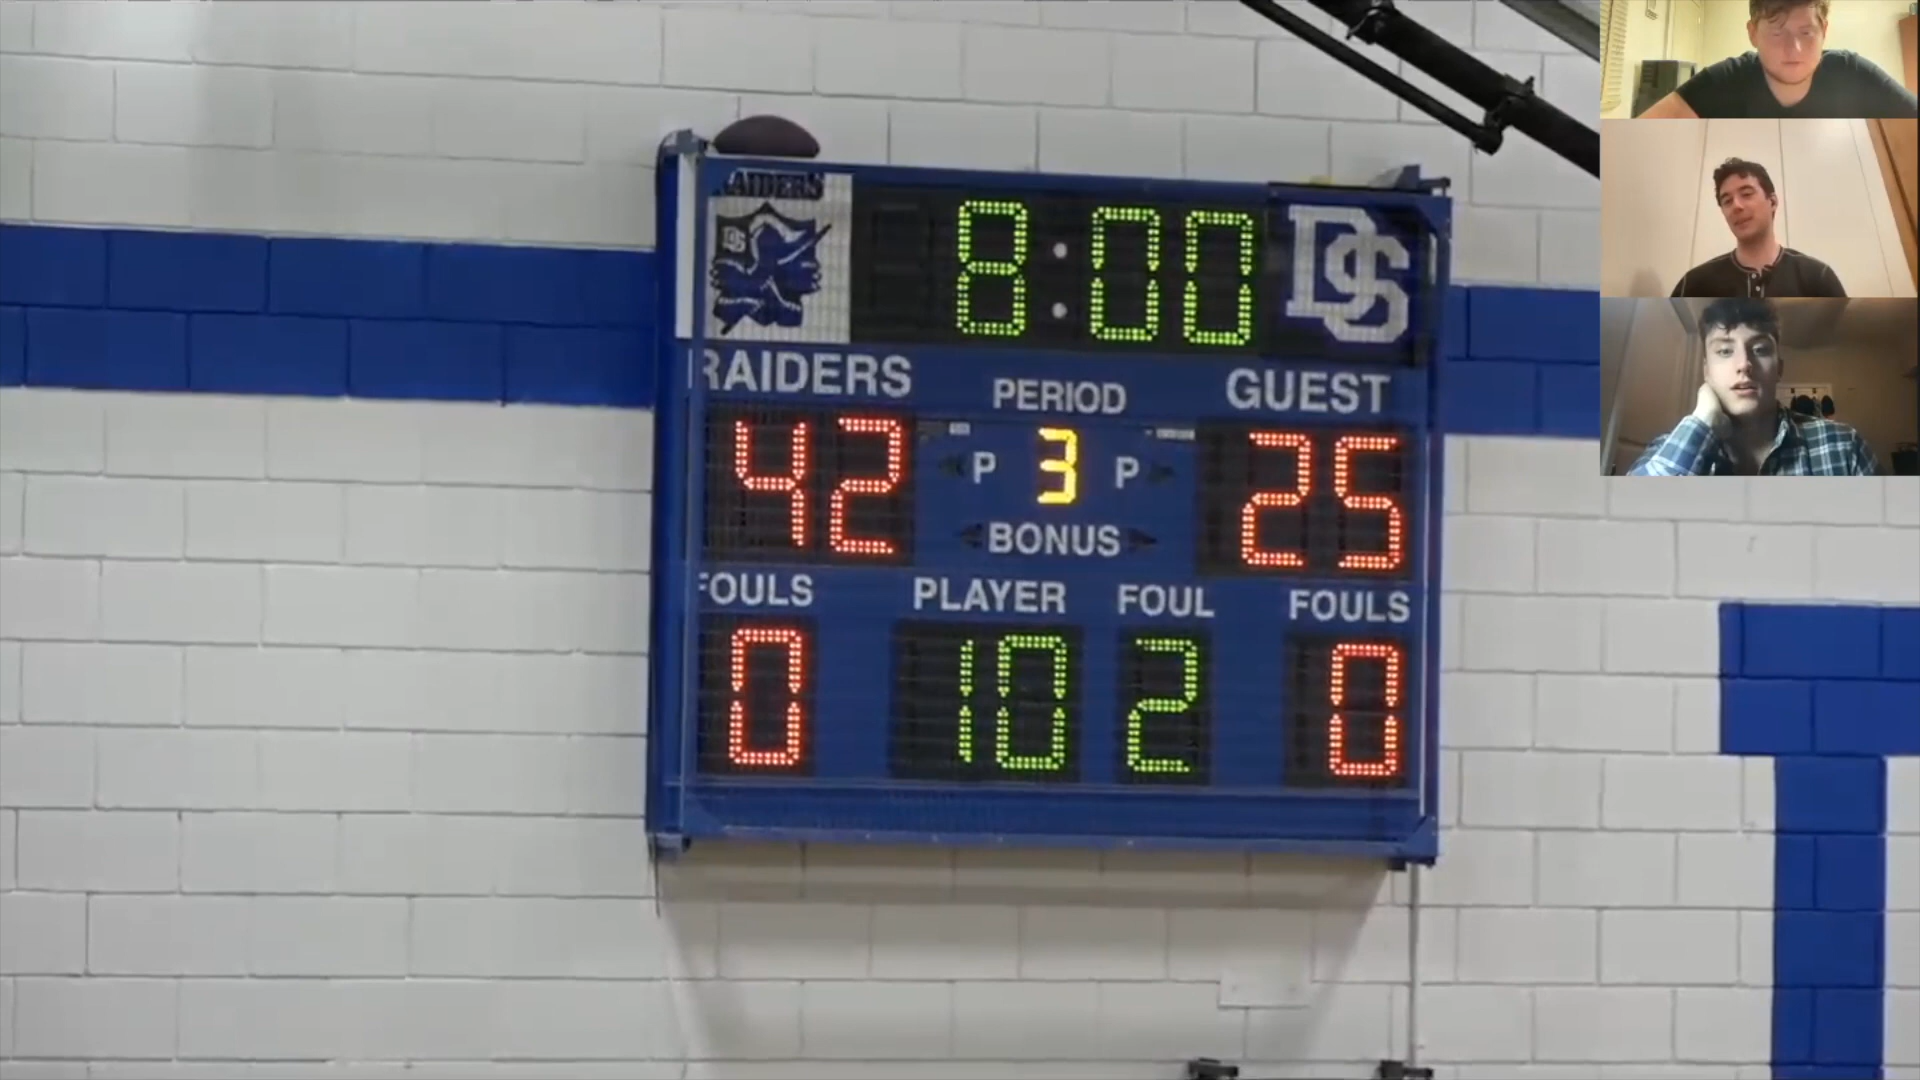 RAIDERS
DS
8:00
DS
RAIDERS
PERIOD
GUEST
42
P
3
P
25
BONUS
FOULS
PLAYER
FOUL
FOULS
0
10
2
0
T